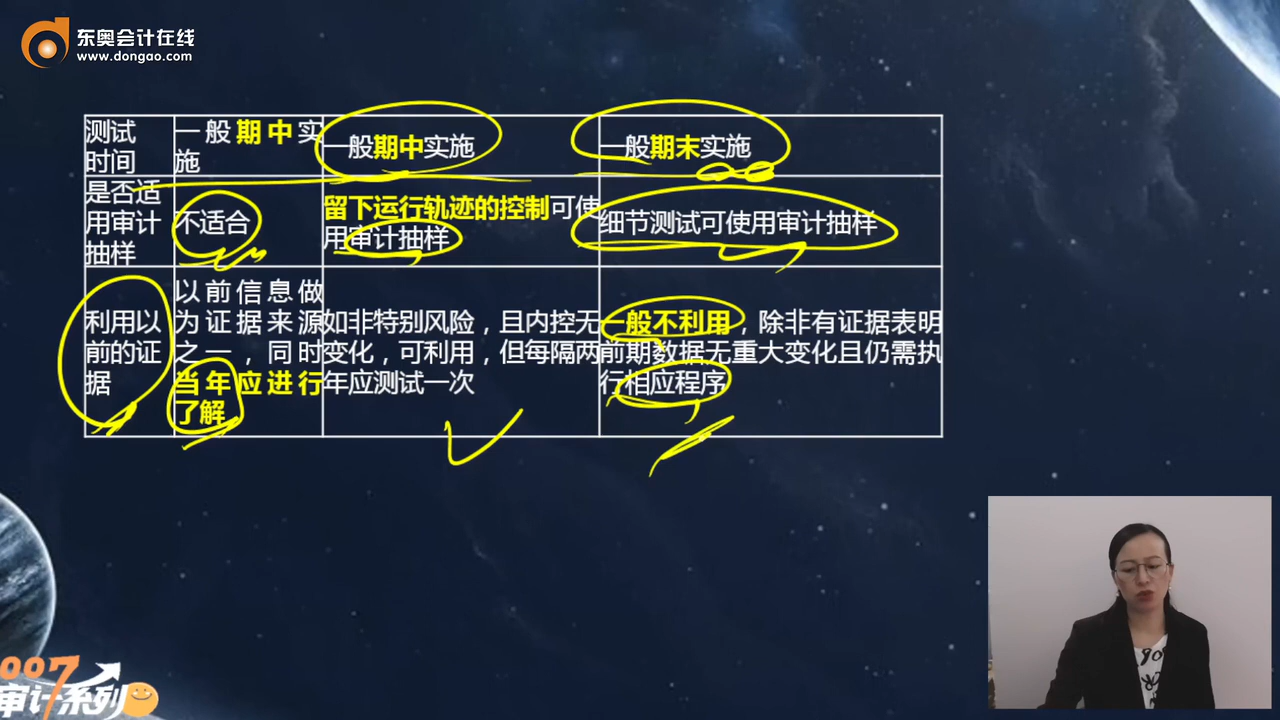 东奥会计在线
www.dongao.com
测试
时间
一般期中实
施
一般期中实施
一般期末实施
是否适
用审计
抽样
不适合
留下运行轨迹的控制可使
用审计抽样
细节测试可使用审计抽样
利用以
前的证
据
以前信息做
为证据来源
之一，同时
当年应进行
了解
如非特别风险，且内控无
变化，可利用，但每隔两
年应测试一次
一般不利用，除非有证据表明
前期数据无重大变化且仍需执
行相应程序
007
审计系列